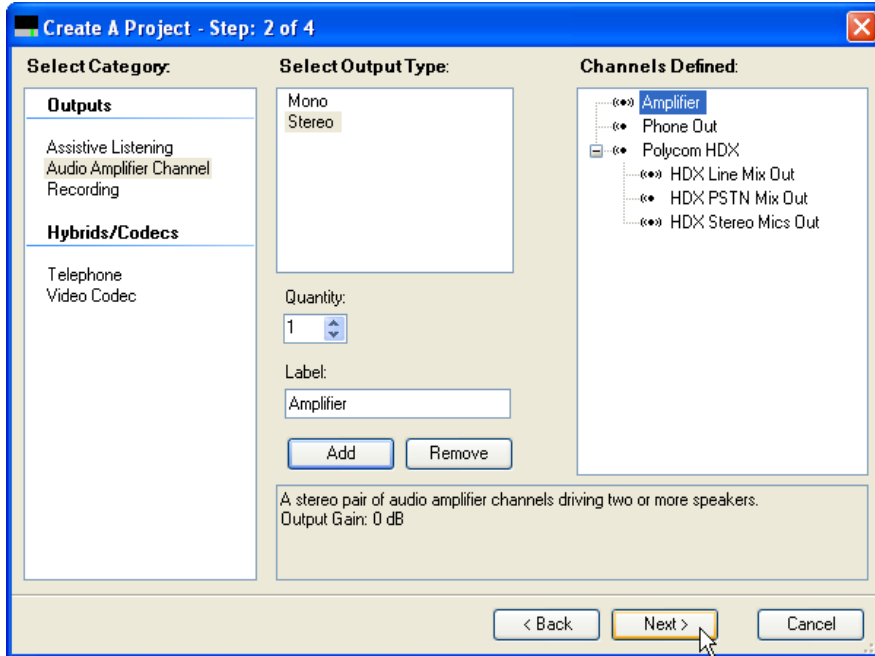 Create A Project - Step: 2 of 4
Select Category:
Outputs
Assistive Listening
Audio Amplifier Channel
Recording
Hybrids/Codecs
Telephone
Video Codec
Select Output Type:
Mono
Stereo
Quantity:
1
Label:
Amplifier
Add
Remove
Channels Defined:
Amplifier
Phone Out
Polycom HDX
HDX Line Mix Out
HDX PSTN Mix Out
HDX Stereo Mics Out
A stereo pair of audio amplifier channels driving two or more speakers.
Output Gain: 0 dB
< Back
Next >
Cancel